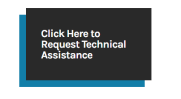 Click Here to
Request Technical
Assistance